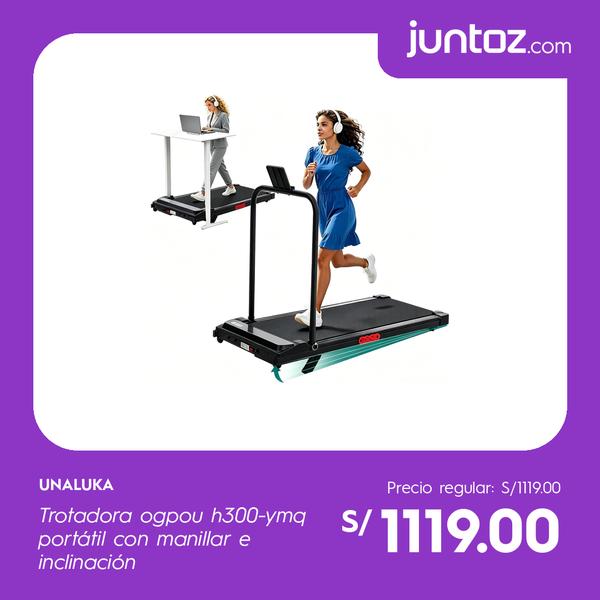 juntoz.com
UNALUKA
Trotadora ogpou h300-ymq
portátil con manillar e
inclinación
Precio regular: S/1119.00
S/ 1119.00